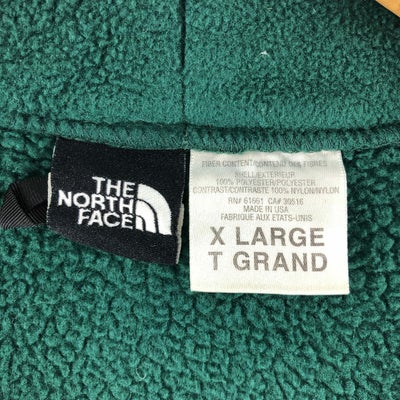 THE
NORTH
FACE
FIBER CONTENT/CONTENU DES FIBRES
SHELL/EXTERIEUR
100% POLYESTER/POLYESTER
CONTRAST/CONTRASTE 100% NYLON/NYLON
RN# 61661 CA# 30516
MADE IN USA
FABRIQUE AUX ETATS-UNIS
X LARGE
T GRAND